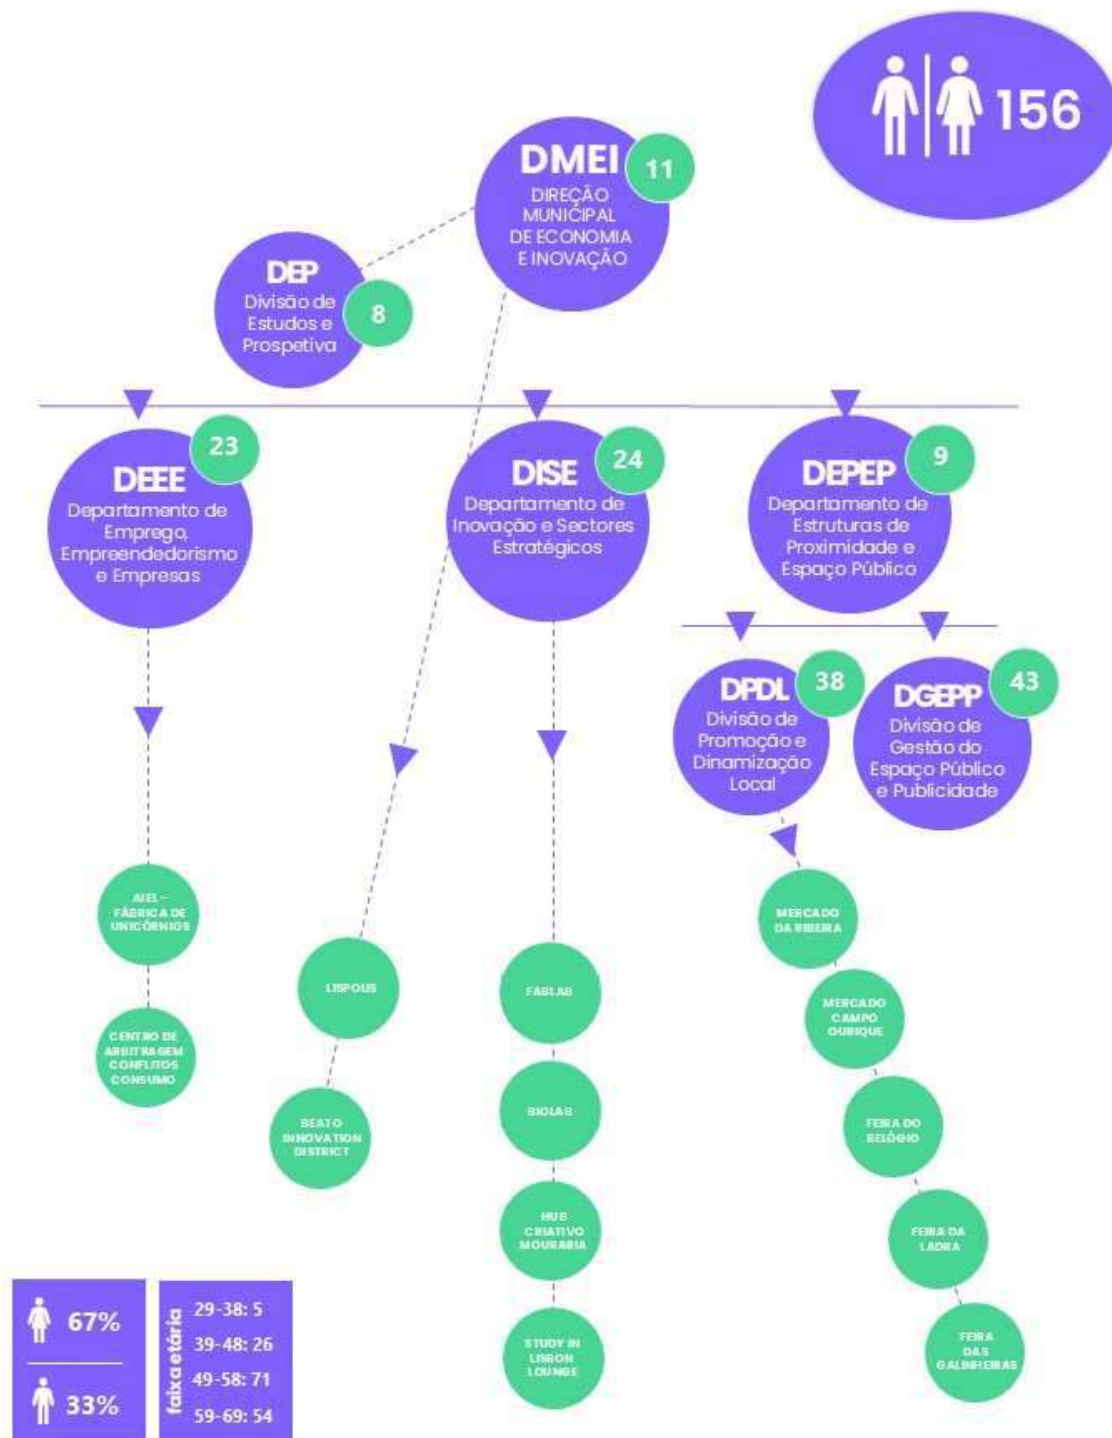 156
DMEI
11
DIREÇÃO
MUNICIPAL
DE ECONOMIA
E INOVAÇÃO
DEP
Divisão de
Estudos e
Prospetiva
8
DEEE
23
Departamento de
Emprego,
Empreendedorismo
e Empresas
DISE
24
Departamento de
Inovação e Sectores
Estratégicos
DEPEP
9
Departamento de
Estruturas de
Proximidade e
Espaço Público
DPDL
38
Divisão de
Promoção e
Dinamização
Local
DGEPP
43
Divisão de
Gestão do
Espaço Público
e Publicidade
AIEL –
FÁBRICA DE
UNICÓRNIOS
CENTRO DE
ARBITRAGEM
CONFLITOS
CONSUMO
LISPOLIS
BEATO
INNOVATION
DISTRICT
FABLAB
BIOLAB
HUB
CRIATIVO
MOURARIA
STUDY IN
LISBON
LOUNGE
MERCADO
DA RIBEIRA
MERCADO
CAMPO
OURIQUE
FEIRA DO
RELÓGIO
FEIRA DA
LADRA
FEIRA
DAS
GALINHEIRAS
67%
33%
faixa etária
29-38: 5
39-48: 26
49-58: 71
59-69: 54